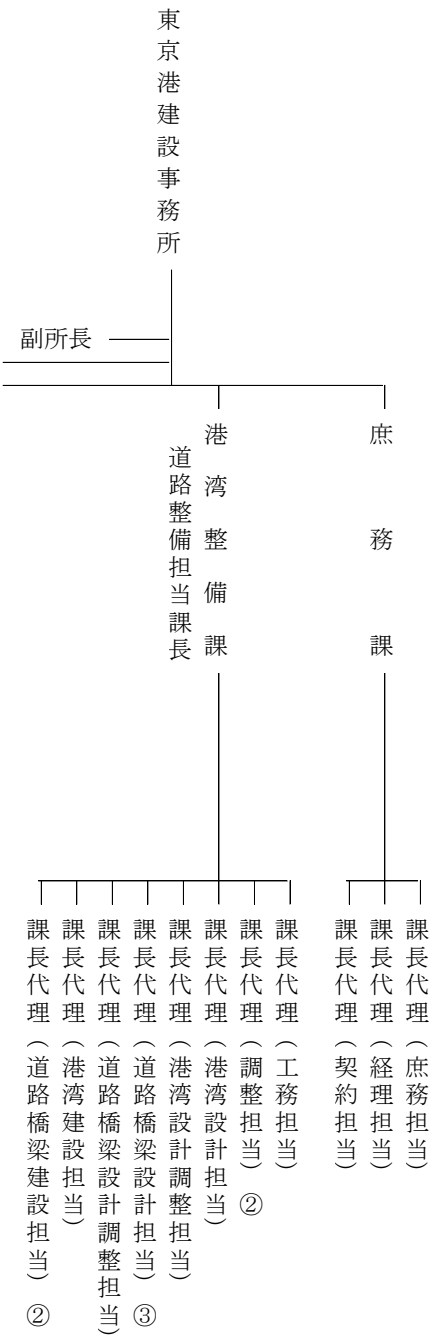 東京港建設事務所
副所長
庶務課
課長代理（庶務担当）
課長代理（経理担当）
課長代理（契約担当）
港湾整備課
道路整備担当課長
課長代理（工務担当）
課長代理（調整担当）②
課長代理（港湾設計担当）
課長代理（港湾設計調整担当）
課長代理（道路橋梁設計担当）③
課長代理（道路橋梁設計調整担当）
課長代理（港湾建設担当）
課長代理（道路橋梁建設担当）②